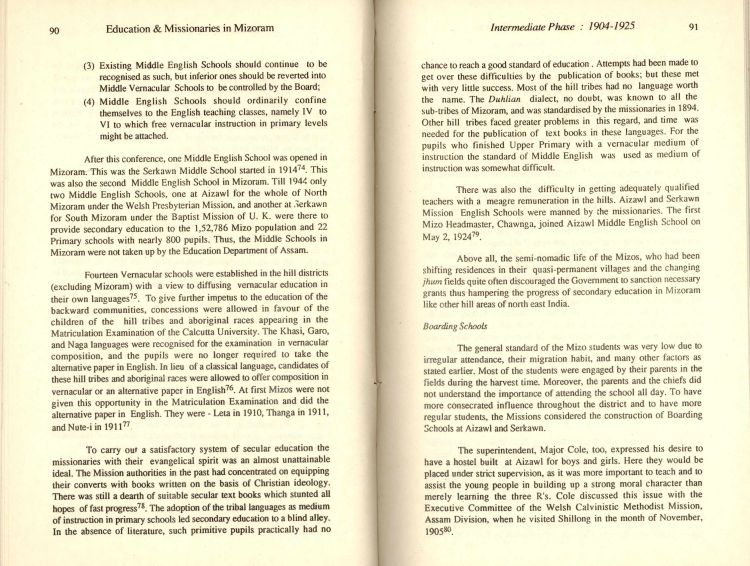 90
Education & Missionaries in Mizoram
(3) Existing Middle English Schools should continue to be
recognised as such, but inferior ones should be reverted into
Middle Vernacular Schools to be controlled by the Board;
(4) Middle English Schools should ordinarily confine
themselves to the English teaching classes, namely IV to
VI to which free vernacular instruction in primary levels
might be attached.
After this conference, one Middle English School was opened in
Mizoram. This was the Serkawn Middle School started in 1914⁷⁴. This
was also the second Middle English School in Mizoram. Till 1944 only
two Middle English Schools, one at Aizawl for the whole of North
Mizoram under the Welsh Presbyterian Mission, and another at Serkawn
for South Mizoram under the Baptist Mission of U. K. were there to
provide secondary education to the 1,52,786 Mizo population and 22
Primary schools with nearly 800 pupils. Thus, the Middle Schools in
Mizoram were not taken up by the Education Department of Assam.
Fourteen Vernacular schools were established in the hill districts
(excluding Mizoram) with a view to diffusing vernacular education in
their own languages⁷⁵. To give further impetus to the education of the
backward communities, concessions were allowed in favour of the
children of the hill tribes and aboriginal races appearing in the
Matriculation Examination of the Calcutta University. The Khasi, Garo,
and Naga languages were recognised for the examination in vernacular
composition, and the pupils were no longer required to take the
alternative paper in English. In lieu of a classical language, candidates of
these hill tribes and aboriginal races were allowed to offer composition in
vernacular or an alternative paper in English⁷⁶. At first Mizos were not
given this opportunity in the Matriculation Examination and did the
alternative paper in English. They were - Leta in 1910, Thanga in 1911,
and Nute-i in 1911⁷⁷
To carry out a satisfactory system of secular education the
missionaries with their evangelical spirit was an almost unattainable
ideal. The Mission authorities in the past had concentrated on equipping
their converts with books written on the basis of Christian ideology.
There was still a dearth of suitable secular text books which stunted all
hopes of fast progress⁷⁸. The adoption of the tribal languages as medium
of instruction in primary schools led secondary education to a blind alley.
In the absence of literature, such primitive pupils practically had no
Intermediate Phase : 1904-1925
91
chance to reach a good standard of education . Attempts had been made to
get over these difficulties by the publication of books; but these met
with very little success. Most of the hill tribes had no language worth
the name. The Duhlian dialect, no doubt, was known to all the
sub-tribes of Mizoram, and was standardised by the missionaries in 1894.
Other hill tribes faced greater problems in this regard, and time was
needed for the publication of text books in these languages. For the
pupils who finished Upper Primary with a vernacular medium of
instruction the standard of Middle English was used as medium of
instruction was somewhat difficult.
There was also the difficulty in getting adequately qualified
teachers with a meagre remuneration in the hills. Aizawl and Serkawn
Mission English Schools were manned by the missionaries. The first
Mizo Headmaster, Chawnga, joined Aizawl Middle English School on
May 2, 1924⁷⁹.
Above all, the semi-nomadic life of the Mizos, who had been
shifting residences in their quasi-permanent villages and the changing
jhum fields quite often discouraged the Government to sanction necessary
grants thus hampering the progress of secondary education in Mizoram
like other hill areas of north east India.
Boarding Schools
The general standard of the Mizo students was very low due to
irregular attendance, their migration habit, and many other factors as
stated earlier. Most of the students were engaged by their parents in the
fields during the harvest time. Moreover, the parents and the chiefs did
not understand the importance of attending the school all day. To have
more consecrated influence throughout the district and to have more
regular students, the Missions considered the construction of Boarding
Schools at Aizawl and Serkawn.
The superintendent, Major Cole, too, expressed his desire to
have a hostel built at Aizawl for boys and girls. Here they would be
placed under strict supervision, as it was more important to teach and to
assist the young people in building up a strong moral character than
merely learning the three R's. Cole discussed this issue with the
Executive Committee of the Welsh Calvinistic Methodist Mission,
Assam Division, when he visited Shillong in the month of November,
1905⁸⁰.